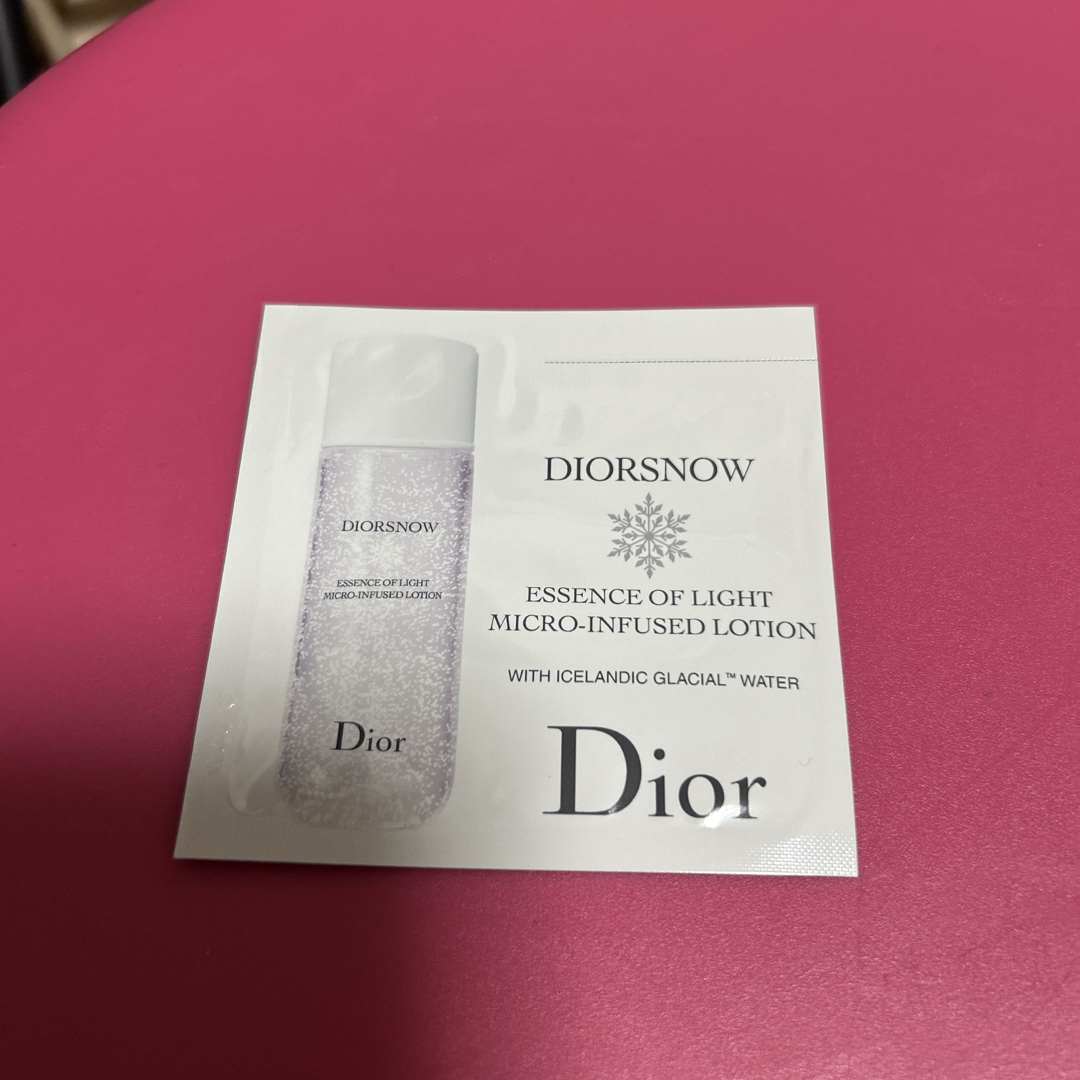 DIORSNOW
ESSENCE OF LIGHT
MICRO-INFUSED LOTION
Dior
DIORSNOW
ESSENCE OF LIGHT
MICRO-INFUSED LOTION
WITH ICELANDIC GLACIAL™ WATER
Dior